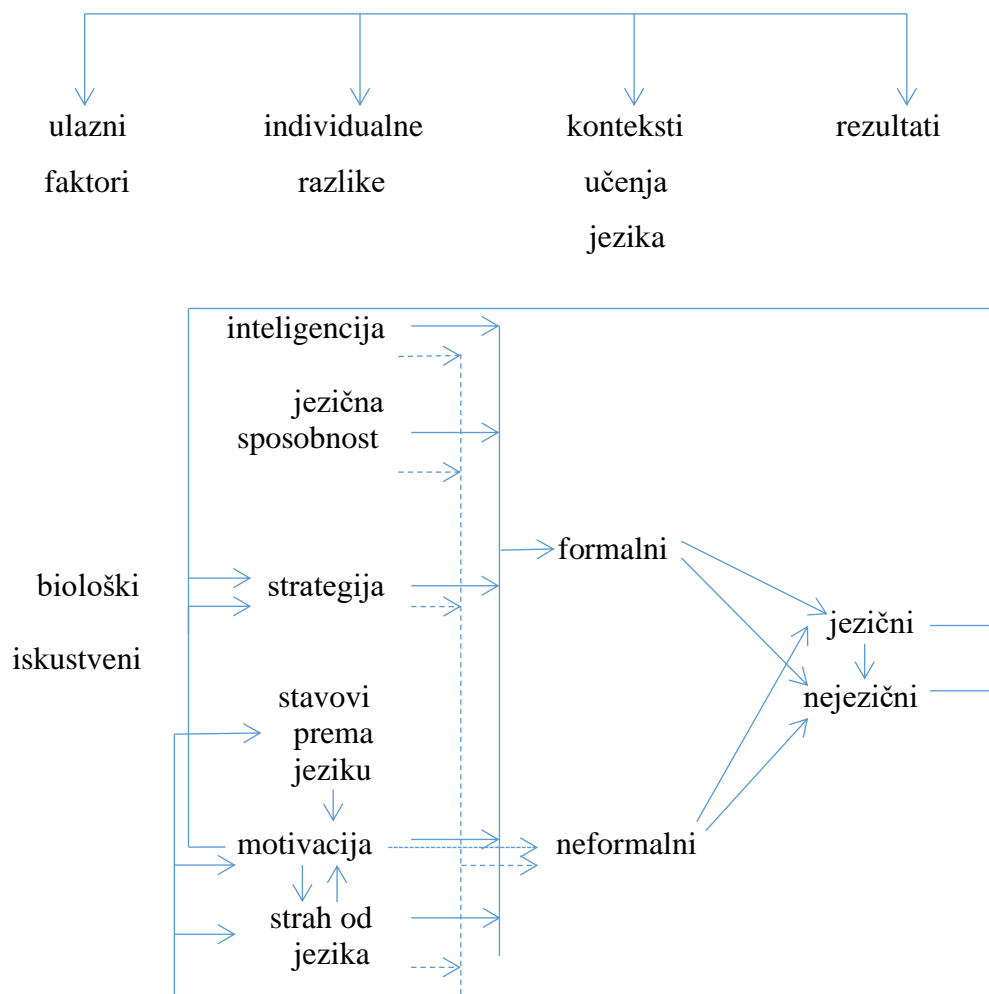 ulazni
faktori
individualne
razlike
konteksti
učenja
jezika
rezultati
inteligencija
jezična
sposobnost
biološki
iskustveni
strategija
stavovi
prema
jeziku
motivacija
strah od
jezika
formalni
neformalni
jezični
nejezični